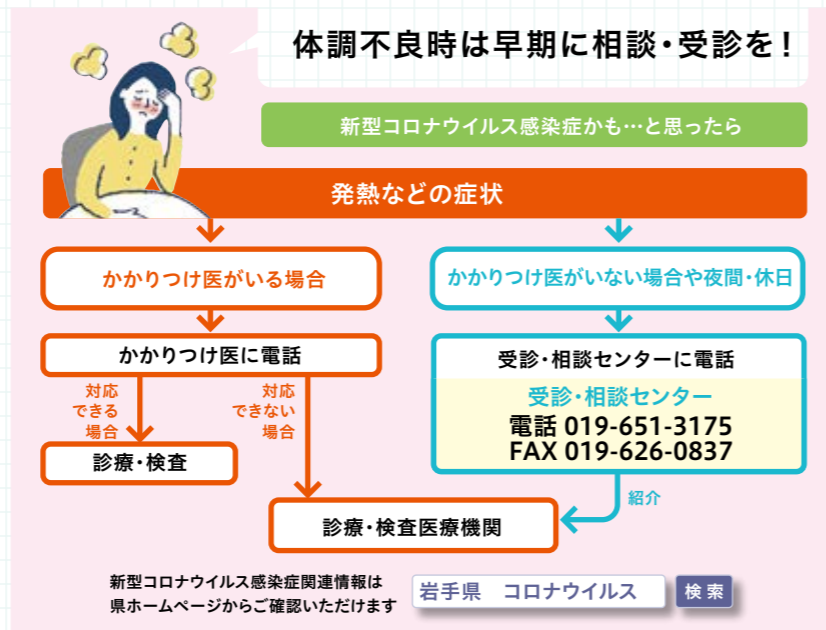 体調不良時は早期に相談・受診を!
新型コロナウイルス感染症かも…と思ったら
発熱などの症状
かかりつけ医がいる場合
かかりつけ医に電話
対応
できる
場合
対応
できない
場合
診療・検査
かかりつけ医がいない場合や夜間・休日
受診・相談センターに電話
受診・相談センター
電話 019-651-3175
FAX 019-626-0837
紹介
診療・検査医療機関
新型コロナウイルス感染症関連情報は
県ホームページからご確認いただけます
岩手県 コロナウイルス 検索